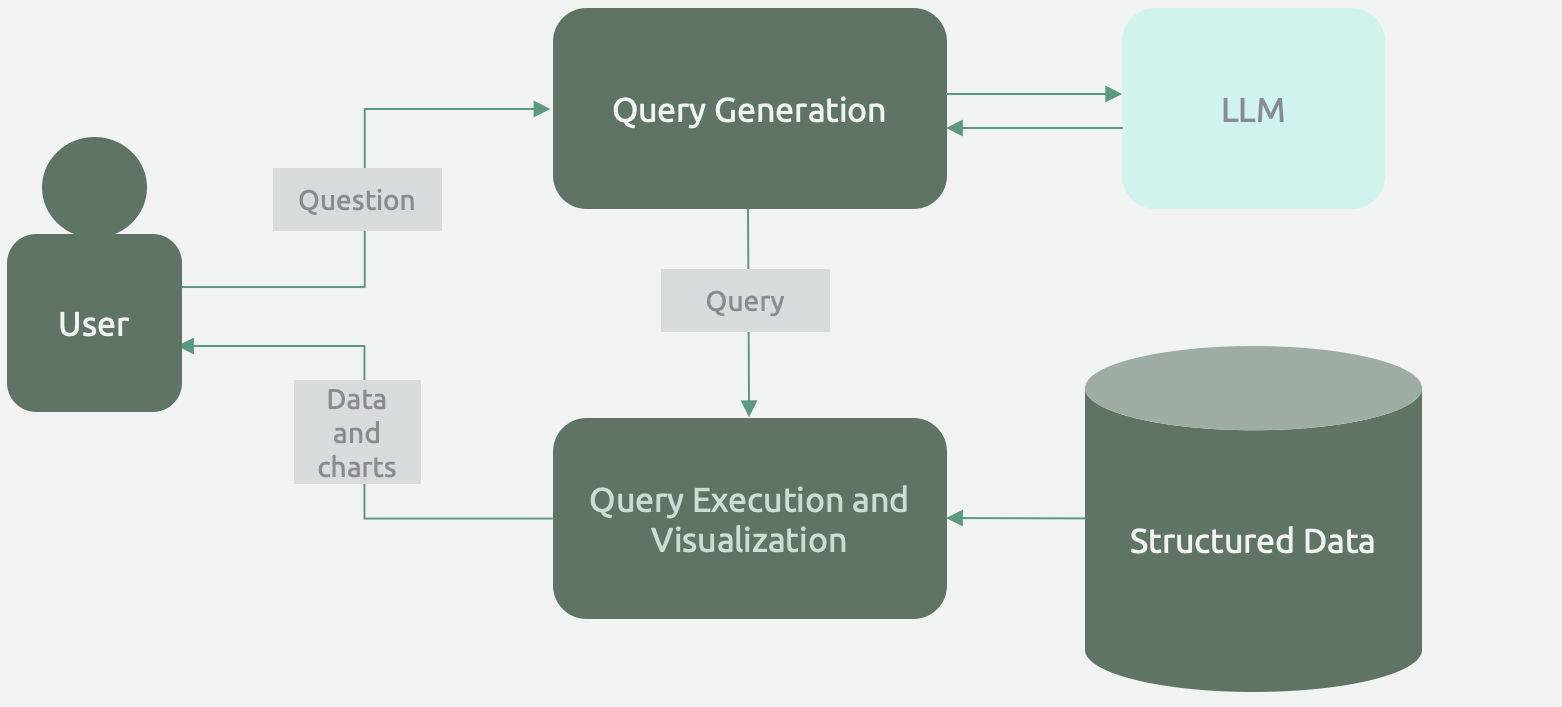 Query Generation
LLM
Question
User
Query
Data
and
charts
Query Execution and
Visualization
Structured Data